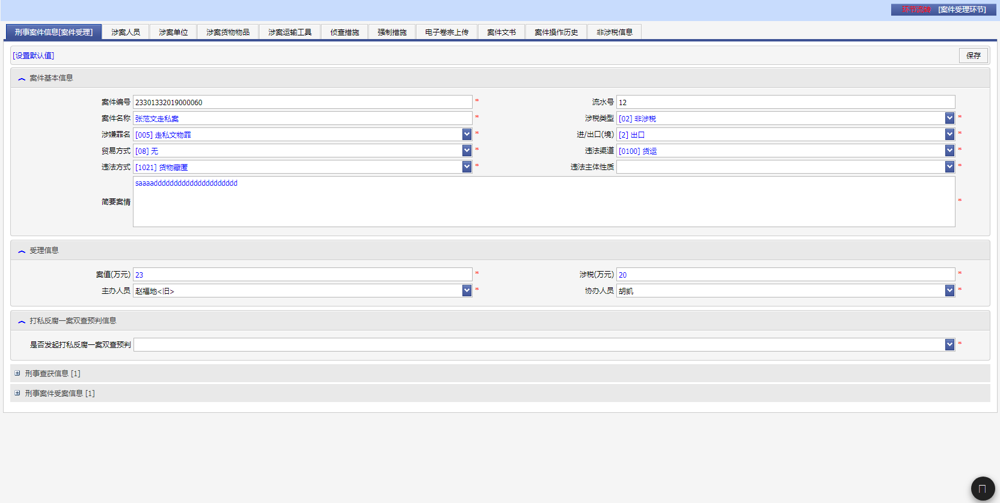 环节流转 [案件受理环节]
刑事案件信息[案件受理] 涉案人员 涉案单位 涉案货物物品 涉案运输工具 侦查措施 强制措施 电子卷宗上传 案件文书 案件操作历史 非涉税信息
[设置默认值] 保存
案件基本信息
案件编号 23301332019000060 * 流水号 12
案件名称 张范文走私案 * 涉税类型 [02] 非涉税 *
涉嫌罪名 [005] 走私文物罪 * 进/出口(境) [2] 出口 *
贸易方式 [08] 无 * 违法渠道 [0100] 货运 *
违法方式 [1021] 货物藏匿 * 违法主体性质 *
简要案情 saaaaddddddddddddddddddddd *
受理信息
案值(万元) 23 * 涉税(万元) 20 *
主办人员 赵福地<旧> * 协办人员 胡凯 *
打私反腐一案双查预判信息
是否发起打私反腐一案双查预判 *
刑事查获信息 [1]
刑事案件受案信息 [1]